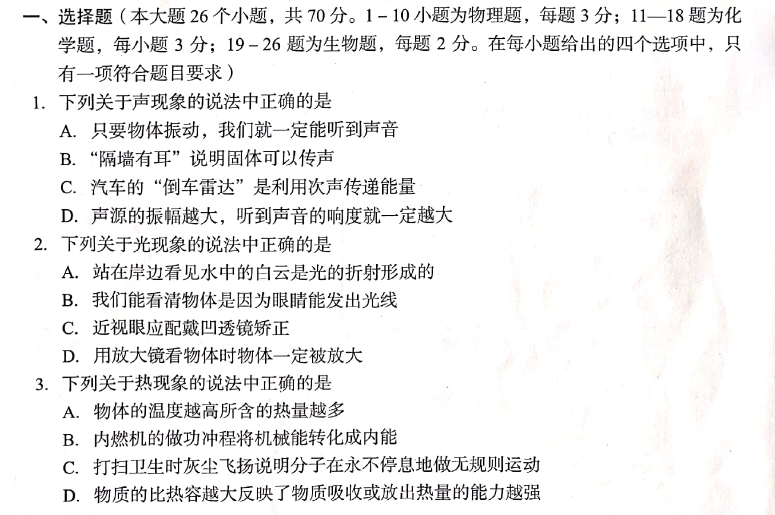 一、选择题（本大题 26 个小题，共 70 分。1－10 小题为物理题，每题 3 分；11—18 题为化
学题，每小题 3 分；19－26 题为生物题，每题 2 分。在每小题给出的四个选项中，只
有一项符合题目要求）
1. 下列关于声现象的说法中正确的是
A. 只要物体振动，我们就一定能听到声音
B. “隔墙有耳”说明固体可以传声
C. 汽车的“倒车雷达”是利用次声传递能量
D. 声源的振幅越大，听到声音的响度就一定越大
2. 下列关于光现象的说法中正确的是
A. 站在岸边看见水中的白云是光的折射形成的
B. 我们能看清物体是因为眼睛能发出光线
C. 近视眼应配戴凹透镜矫正
D. 用放大镜看物体时物体一定被放大
3. 下列关于热现象的说法中正确的是
A. 物体的温度越高所含的热量越多
B. 内燃机的做功冲程将机械能转化成内能
C. 打扫卫生时灰尘飞扬说明分子在永不停息地做无规则运动
D. 物质的比热容越大反映了物质吸收或放出热量的能力越强